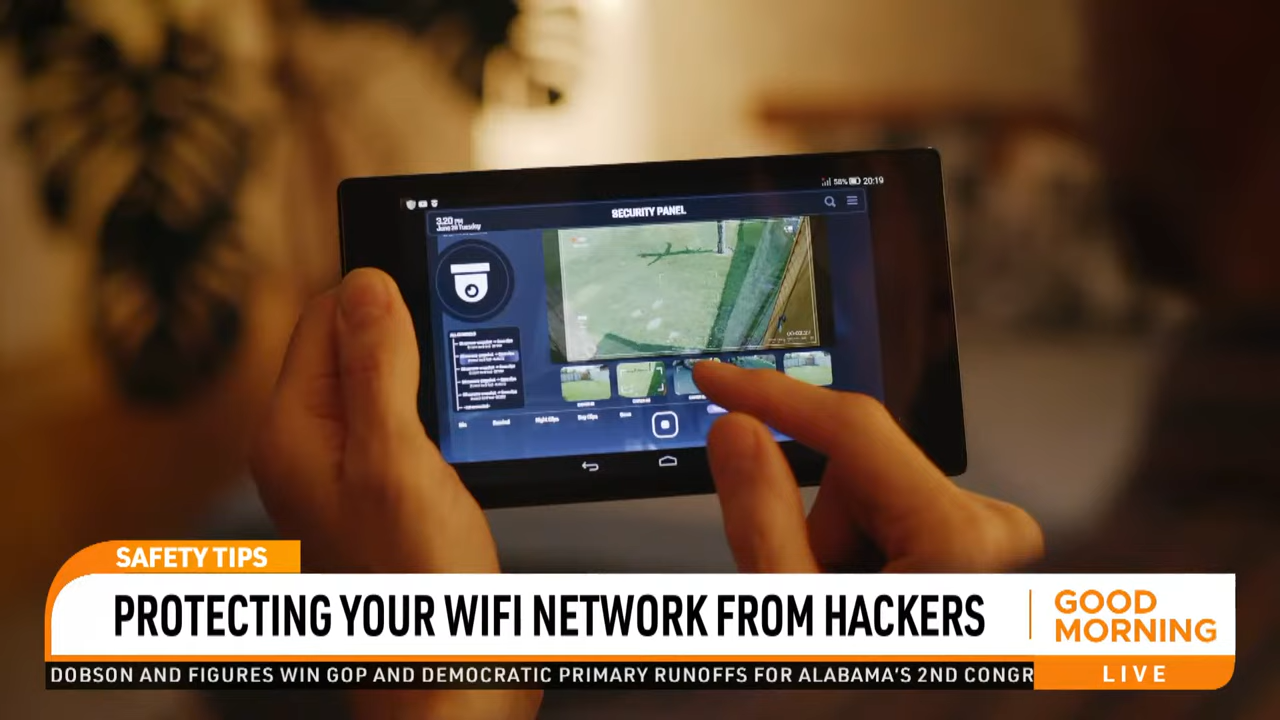 58% 20:19
3.20 PM
SECURITY PANEL
SAFETY TIPS
PROTECTING YOUR WIFI NETWORK FROM HACKERS
GOOD
MORNING
DOBSON AND FIGURES WIN GOP AND DEMOCRATIC PRIMARY RUNOFFS FOR ALABAMA'S 2ND CONGR
LIVE